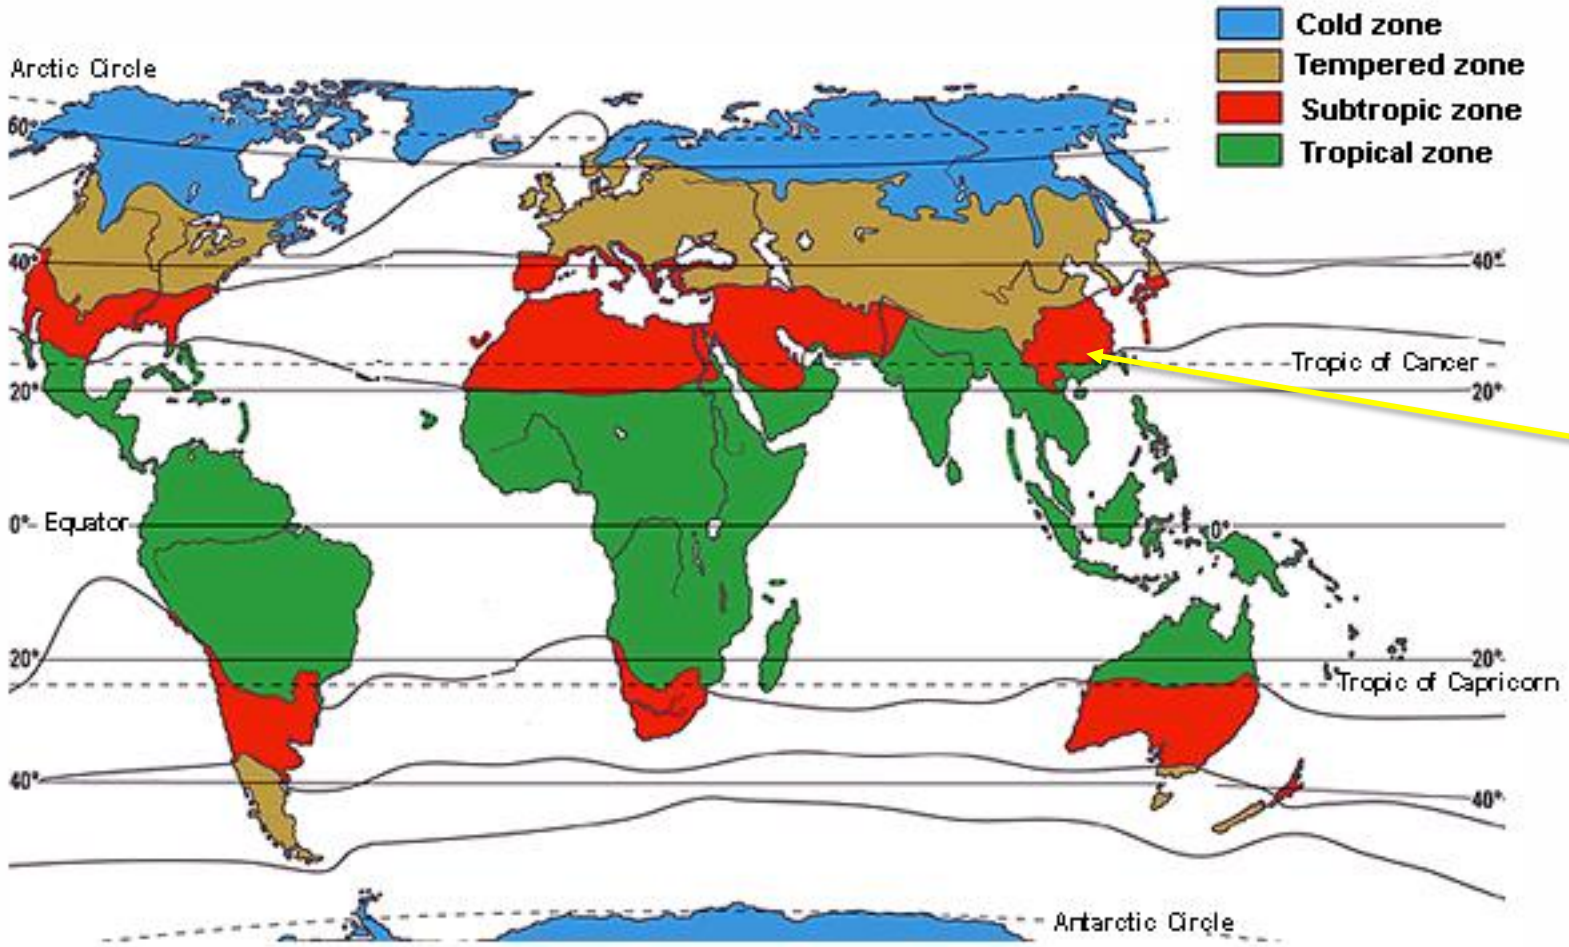 Cold zone
Tempered zone
Subtropic zone
Tropical zone
Arctic Circle
60°
40°
40°
Tropic of Cancer
20°
20°
0° Equator
0°
20°
20°
Tropic of Capricorn
40°
40°
Antarctic Circle